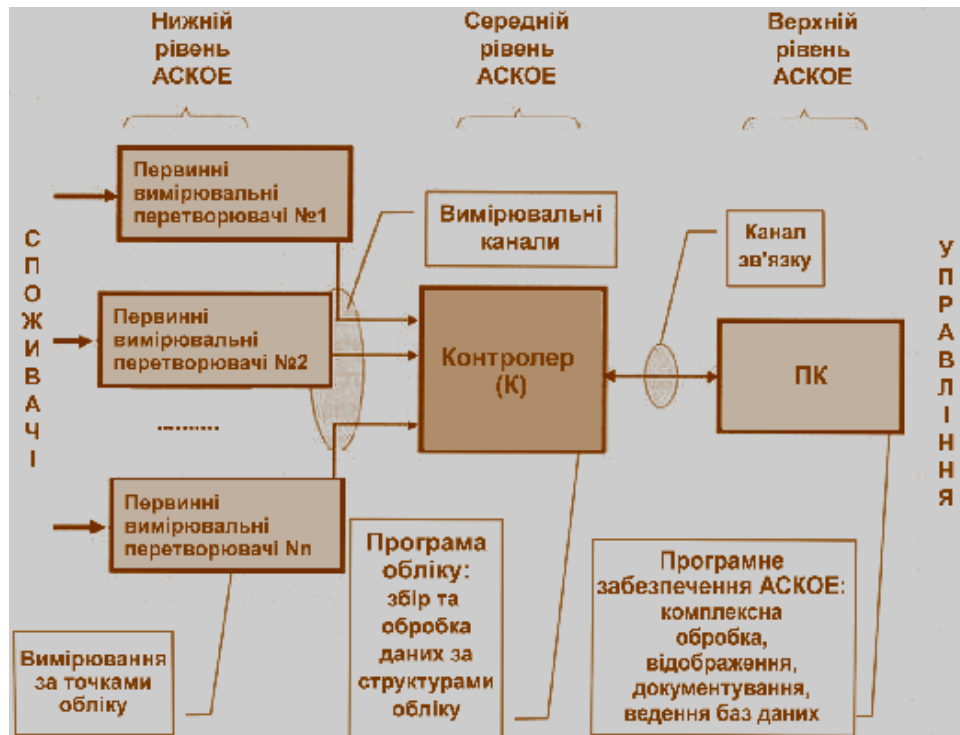 Нижній
рівень
АСКОЕ
Середній
рівень
АСКОЕ
Верхній
рівень
АСКОЕ
СПОЖИВАЧІ
Первинні
вимірювальні
перетворювачі №1
Первинні
вимірювальні
перетворювачі №2
..........
Первинні
вимірювальні
перетворювачі Nn
Вимірювальні
канали
Канал
зв'язку
Контролер
(К)
ПК
УПРАВЛІННЯ
Вимірювання
за точками
обліку
Програма
обліку:
збір та
обробка
даних за
структурами
обліку
Програмне
забезпечення АСКОЕ:
комплексна
обробка,
відображення,
документування,
ведення баз даних